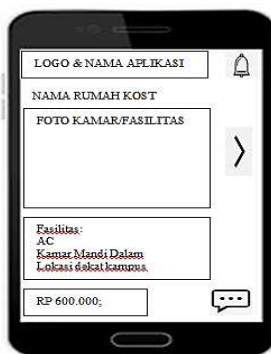 LOGO & NAMA APLIKASI
NAMA RUMAH KOST
FOTO KAMAR/FASILITAS
Fasilitas:
AC
Kamar Mandi Dalam
Lokasi dekat kampus
RP 600.000;